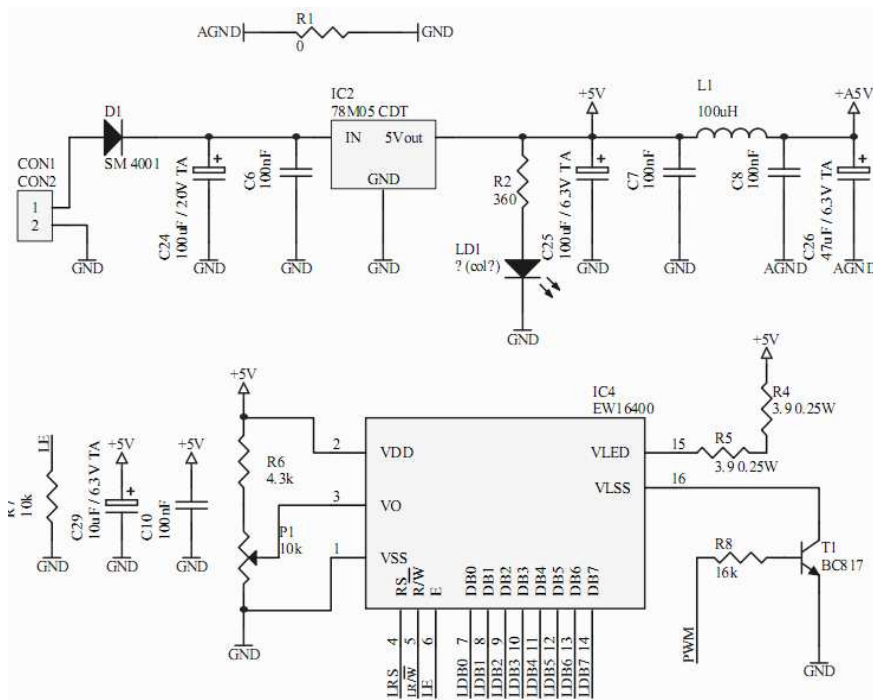 R1
AGND
GND
0
L1
+5V
+A5V
IC2
78M05 CDT
100uH
D1
IN
5Vout
SM 4001
CON1
CON2
1
2
C24
100uF / 20V TA
C6
100nF
GND
R2
360
C25
100uF / 6.3V TA
C7
100nF
C8
100nF
C26
47uF / 6.3V TA
LD1
? (col?)
GND
GND
GND
GND
GND
GND
AGND
AGND
GND
+5V
+5V
IC4
EW16400
R4
3.9 0.25W
LE
10k
GND
+5V
C29
10uF / 6.3V TA
GND
+5V
C10
100nF
GND
R6
4.3k
P1
10k
GND
2
VDD
3
VO
1
VSS
VLED
15
R5
3.9 0.25W
VLSS
16
R8
16k
T1
BC817
PWM
GND
RS
R/W
E
DB0
DB1
DB2
DB3
DB4
DB5
DB6
DB7
4
5
6
7
8
9
10
11
12
13
14
LRS
LR/W
LE
LDB0
LDB1
LDB2
LDB3
LDB4
LDB5
LDB6
LDB7